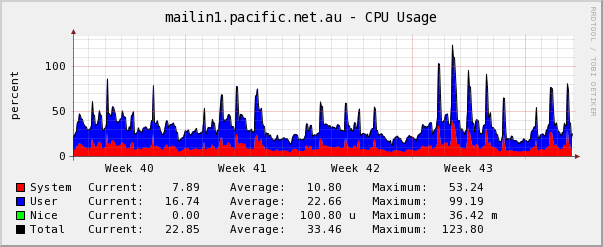 mailin1.pacific.net.au - CPU Usage
RRDTOOL / TOBI OETIKER
percent
100
50
0
Week 40 Week 41 Week 42 Week 43
System Current: 7.89 Average: 10.80 Maximum: 53.24
User Current: 16.74 Average: 22.66 Maximum: 99.19
Nice Current: 0.00 Average: 100.80 u Maximum: 36.42 m
Total Current: 22.85 Average: 33.46 Maximum: 123.80